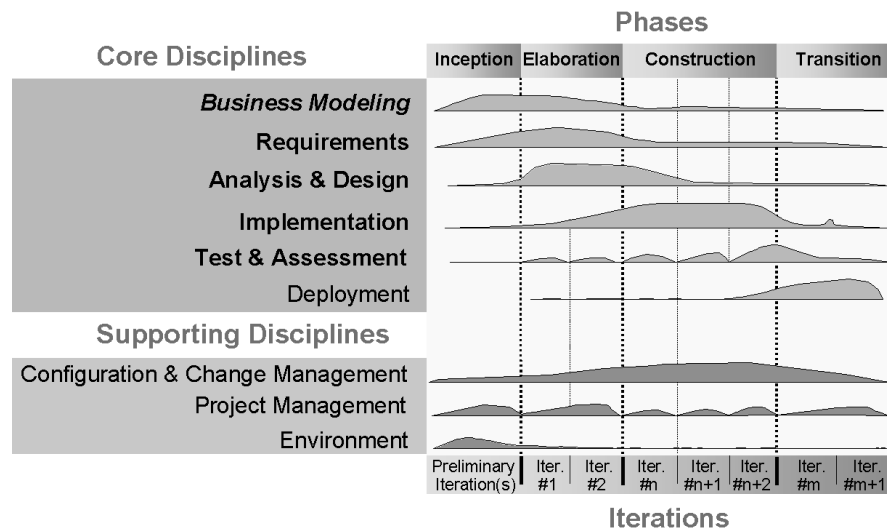 Phases
Core Disciplines
Inception Elaboration Construction Transition
Business Modeling
Requirements
Analysis & Design
Implementation
Test & Assessment
Deployment
Supporting Disciplines
Configuration & Change Management
Project Management
Environment
Preliminary Iter. Iter. Iter. Iter. Iter. Iter. Iter.
Iteration(s) #1 #2 #n #n+1 #n+2 #m #m+1
Iterations